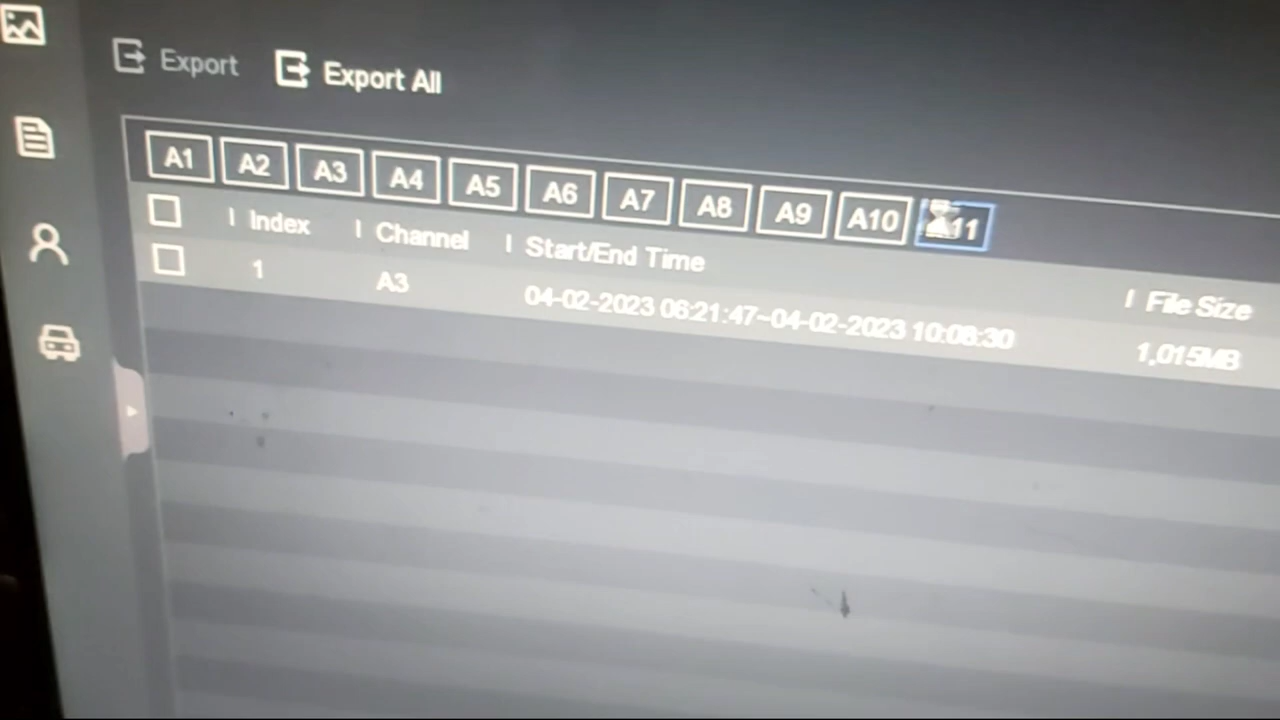 Export Export All
A1 A2 A3 A4 A5 A6 A7 A8 A9 A10 11
Index Channel Start/End Time File Size
1 A3 04-02-2023 06:21:47~04-02-2023 10:08:30 1,015MB